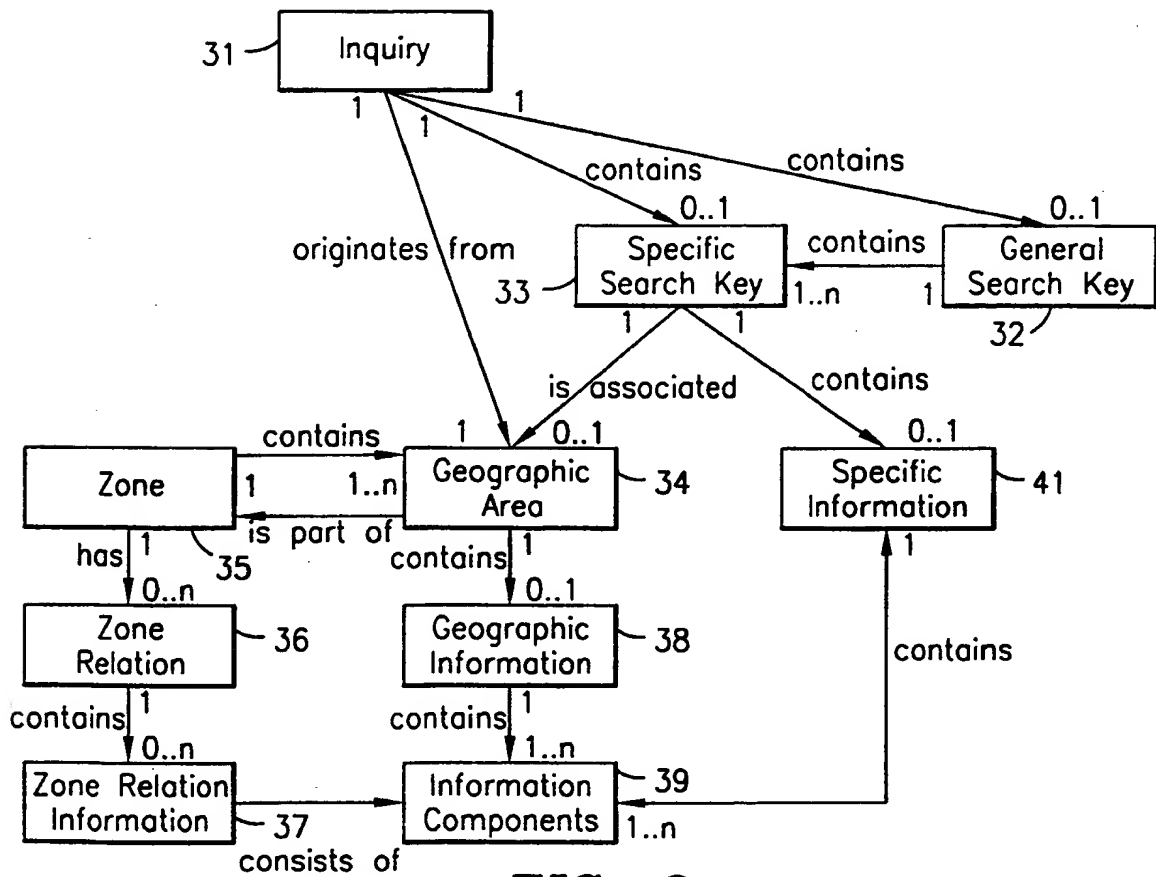 31
Inquiry
1
1
1
contains
contains
0..1
0..1
originates from
Specific
Search Key
33
contains
1..n
1
General
Search Key
32
1
1
is associated
contains
contains
1
0..1
0..1
Zone
1
1..n
Geographic
Area
34
Specific
Information
41
is part of
has
1
35
contains
1
1
0..n
0..1
Zone
Relation
36
Geographic
Information
38
contains
contains
1
contains
1
0..n
1..n
Zone Relation
Information
37
Information
Components
39
1..n
consists of